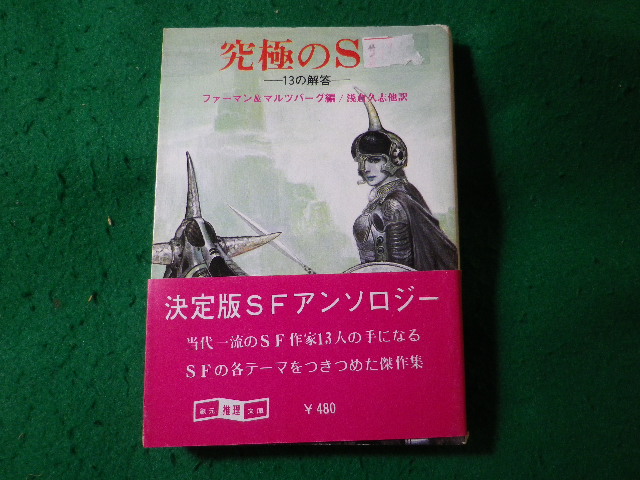 究極のS
──13の解答──
ファーマン&マルツバーグ編/浅倉久志他訳
決定版SFアンソロジー
当代一流のSF作家13人の手になる
SFの各テーマをつきつめた傑作集
創元 推理 文庫 ¥480